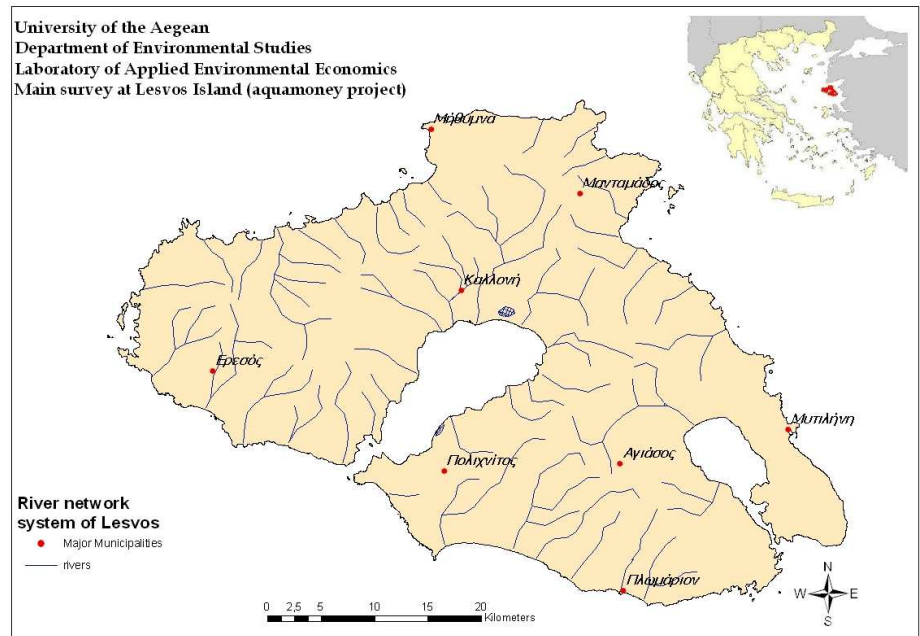 University of the Aegean
Department of Environmental Studies
Laboratory of Applied Environmental Economics
Main survey at Lesvos Island (aquamoney project)
Μήθυμνα
Μανταμάδος
Καλλονή
Ερεσός
Μυτιλήνη
Πολιχνίτος
Αγιάσος
Πλωμάριον
River network
system of Lesvos
Major Municipalities
rivers
0 2,5 5 10 15 20
Kilometers
N
W E
S